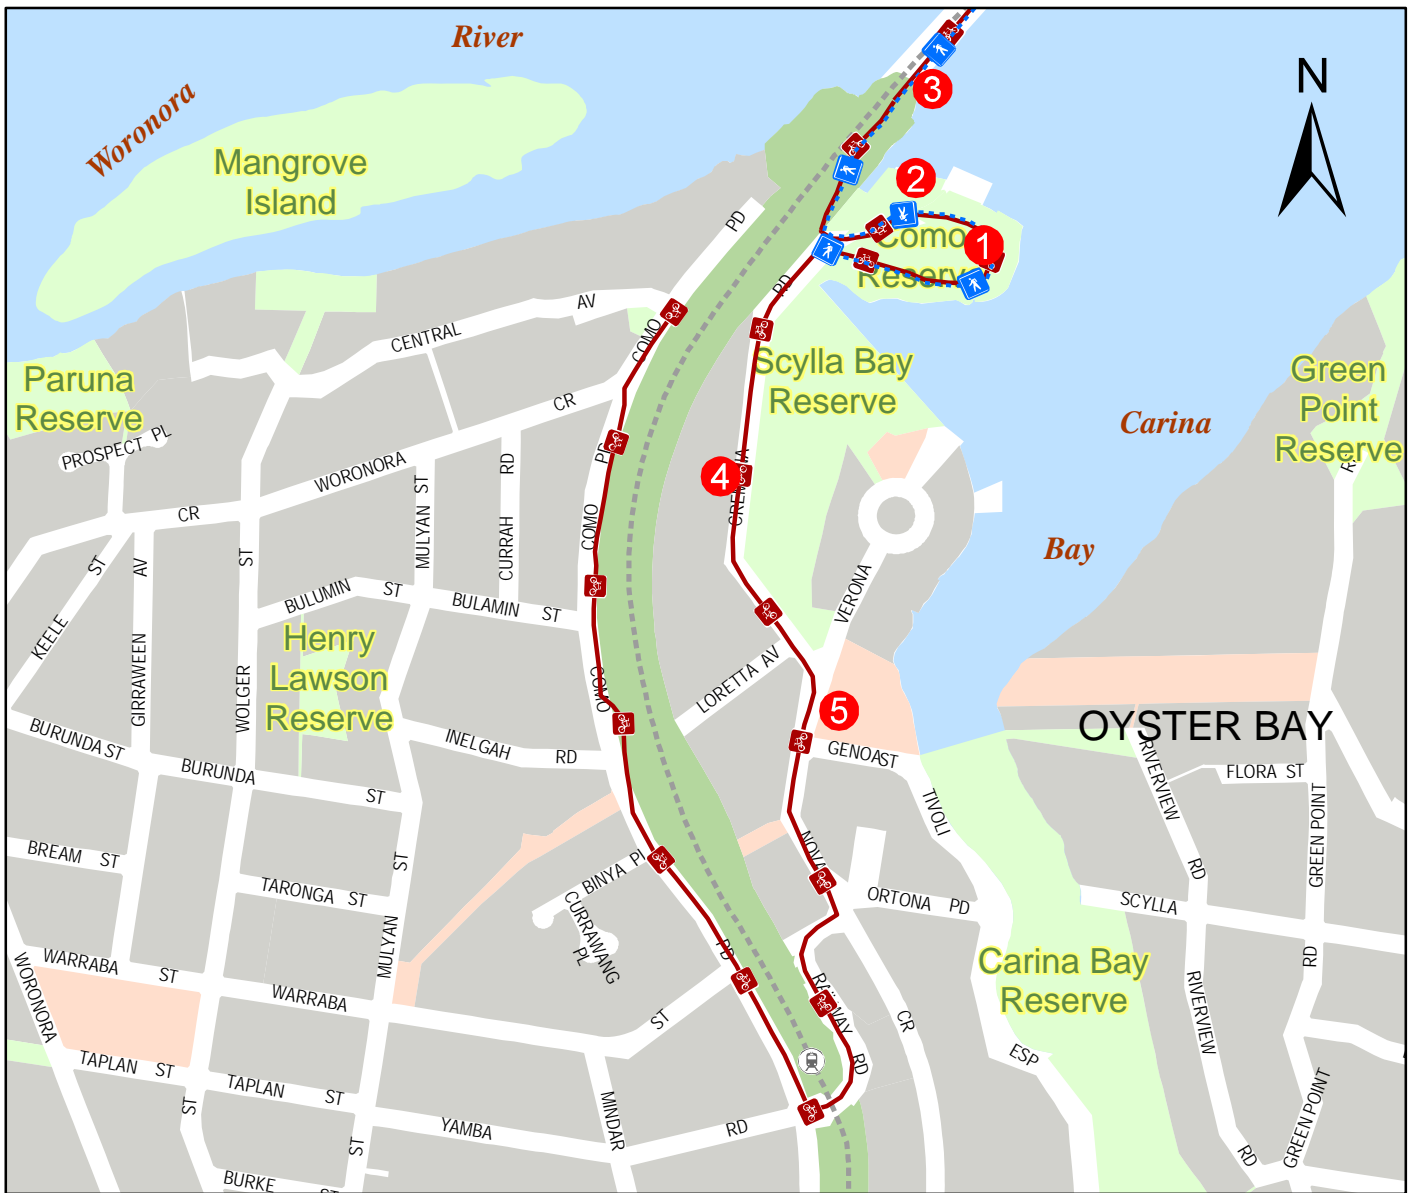 River
N
Woronora
3
Mangrove
Island
2
PD
1
Como
Reserve
RD
AV
CENTRAL
COMO
Scylla Bay
Reserve
Paruna
Reserve
Green
Point
Reserve
Carina
CR
PROSPECT PL
WORONORA
PD
RD
4
CR
MULYAN ST
COMO
CURRAH
Bay
ST
ST
AV
BULUMIN ST
BULAMIN ST
VERONA
KEELE
Henry
Lawson
Reserve
GIRRAWEEN
WOLGER
LORETTA AV
COMO
5
OYSTER BAY
BURUNDA ST
INELGAH RD
GENOA ST
RIVERVIEW
BURUNDA ST
FLORA ST
TIVOLI
GREEN POINT
BREAM ST
ST
BINYA Pl
NOVA
RD
TARONGA ST
CURRAWANG
PL
ORTONA PD
SCYLLA
MULYAN
PD
Carina Bay
Reserve
RD
WARRABA ST
WORONORA
WARRABA
ST
RAILWAY
RD
CR
RIVERVIEW
ESP
TAPLAN ST
TAPLAN ST
ST
MINDAR
YAMBA RD
GREEN POINT
RD
ST
BURKE ST